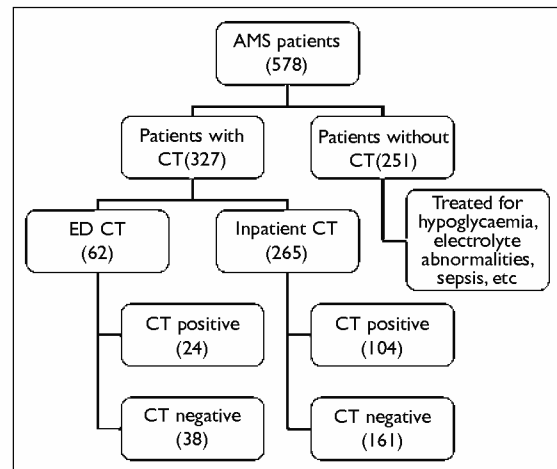 AMS patients
(578)
Patients with
CT(327)
Patients without
CT(251)
Treated for
hypoglycaemia,
electrolyte
abnormalities,
sepsis, etc
ED CT
(62)
Inpatient CT
(265)
CT positive
(24)
CT positive
(104)
CT negative
(38)
CT negative
(161)